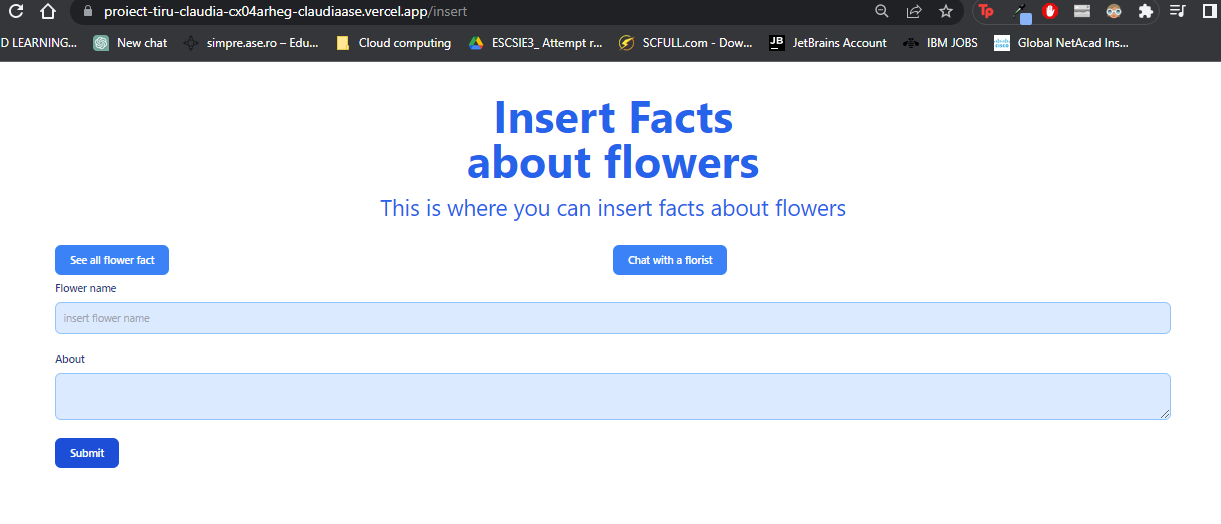 proiect-tiru-claudia-cx04arheg-claudiaase.vercel.app/insert
D LEARNING... New chat simpre.ase.ro – Edu... Cloud computing ESCSIE3_ Attempt r... SCFULL.com - Dow... JB JetBrains Account IBM JOBS CISCO Global NetAcad Ins...
Insert Facts
about flowers
This is where you can insert facts about flowers
See all flower fact Chat with a florist
Flower name
insert flower name
About
Submit